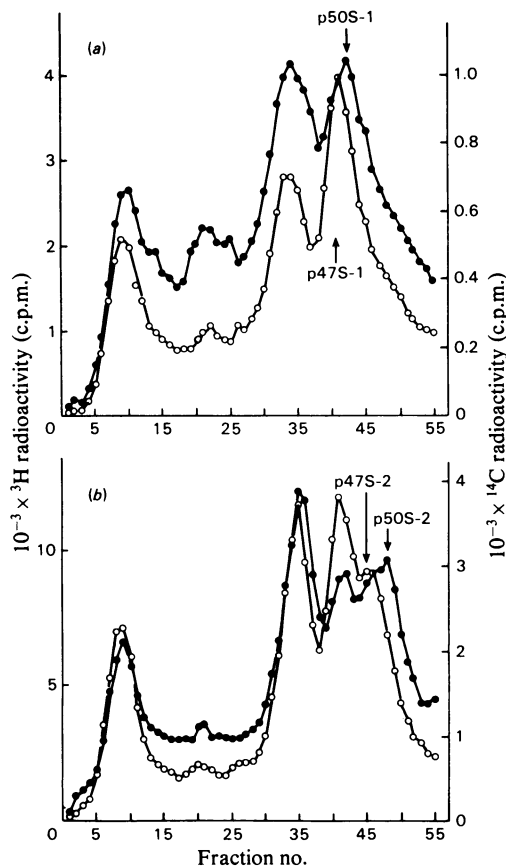 p50S-1
(a)
4
3
2
1
0
p47S-1
1.0
0.8
0.6
0.4
0.2
0
5 15 25 35 45 55
10⁻³ × ³H radioactivity (c.p.m.)
10⁻³ × ¹⁴C radioactivity (c.p.m.)
(b)
p47S-2
p50S-2
10
5
0
4
3
2
1
0
5 15 25 35 45 55
Fraction no.